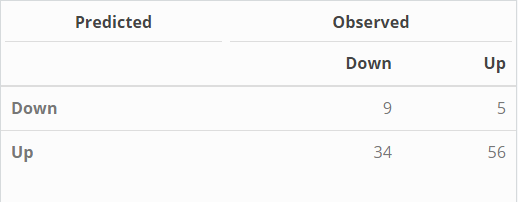 Predicted Observed
Down Up
Down 9 5
Up 34 56